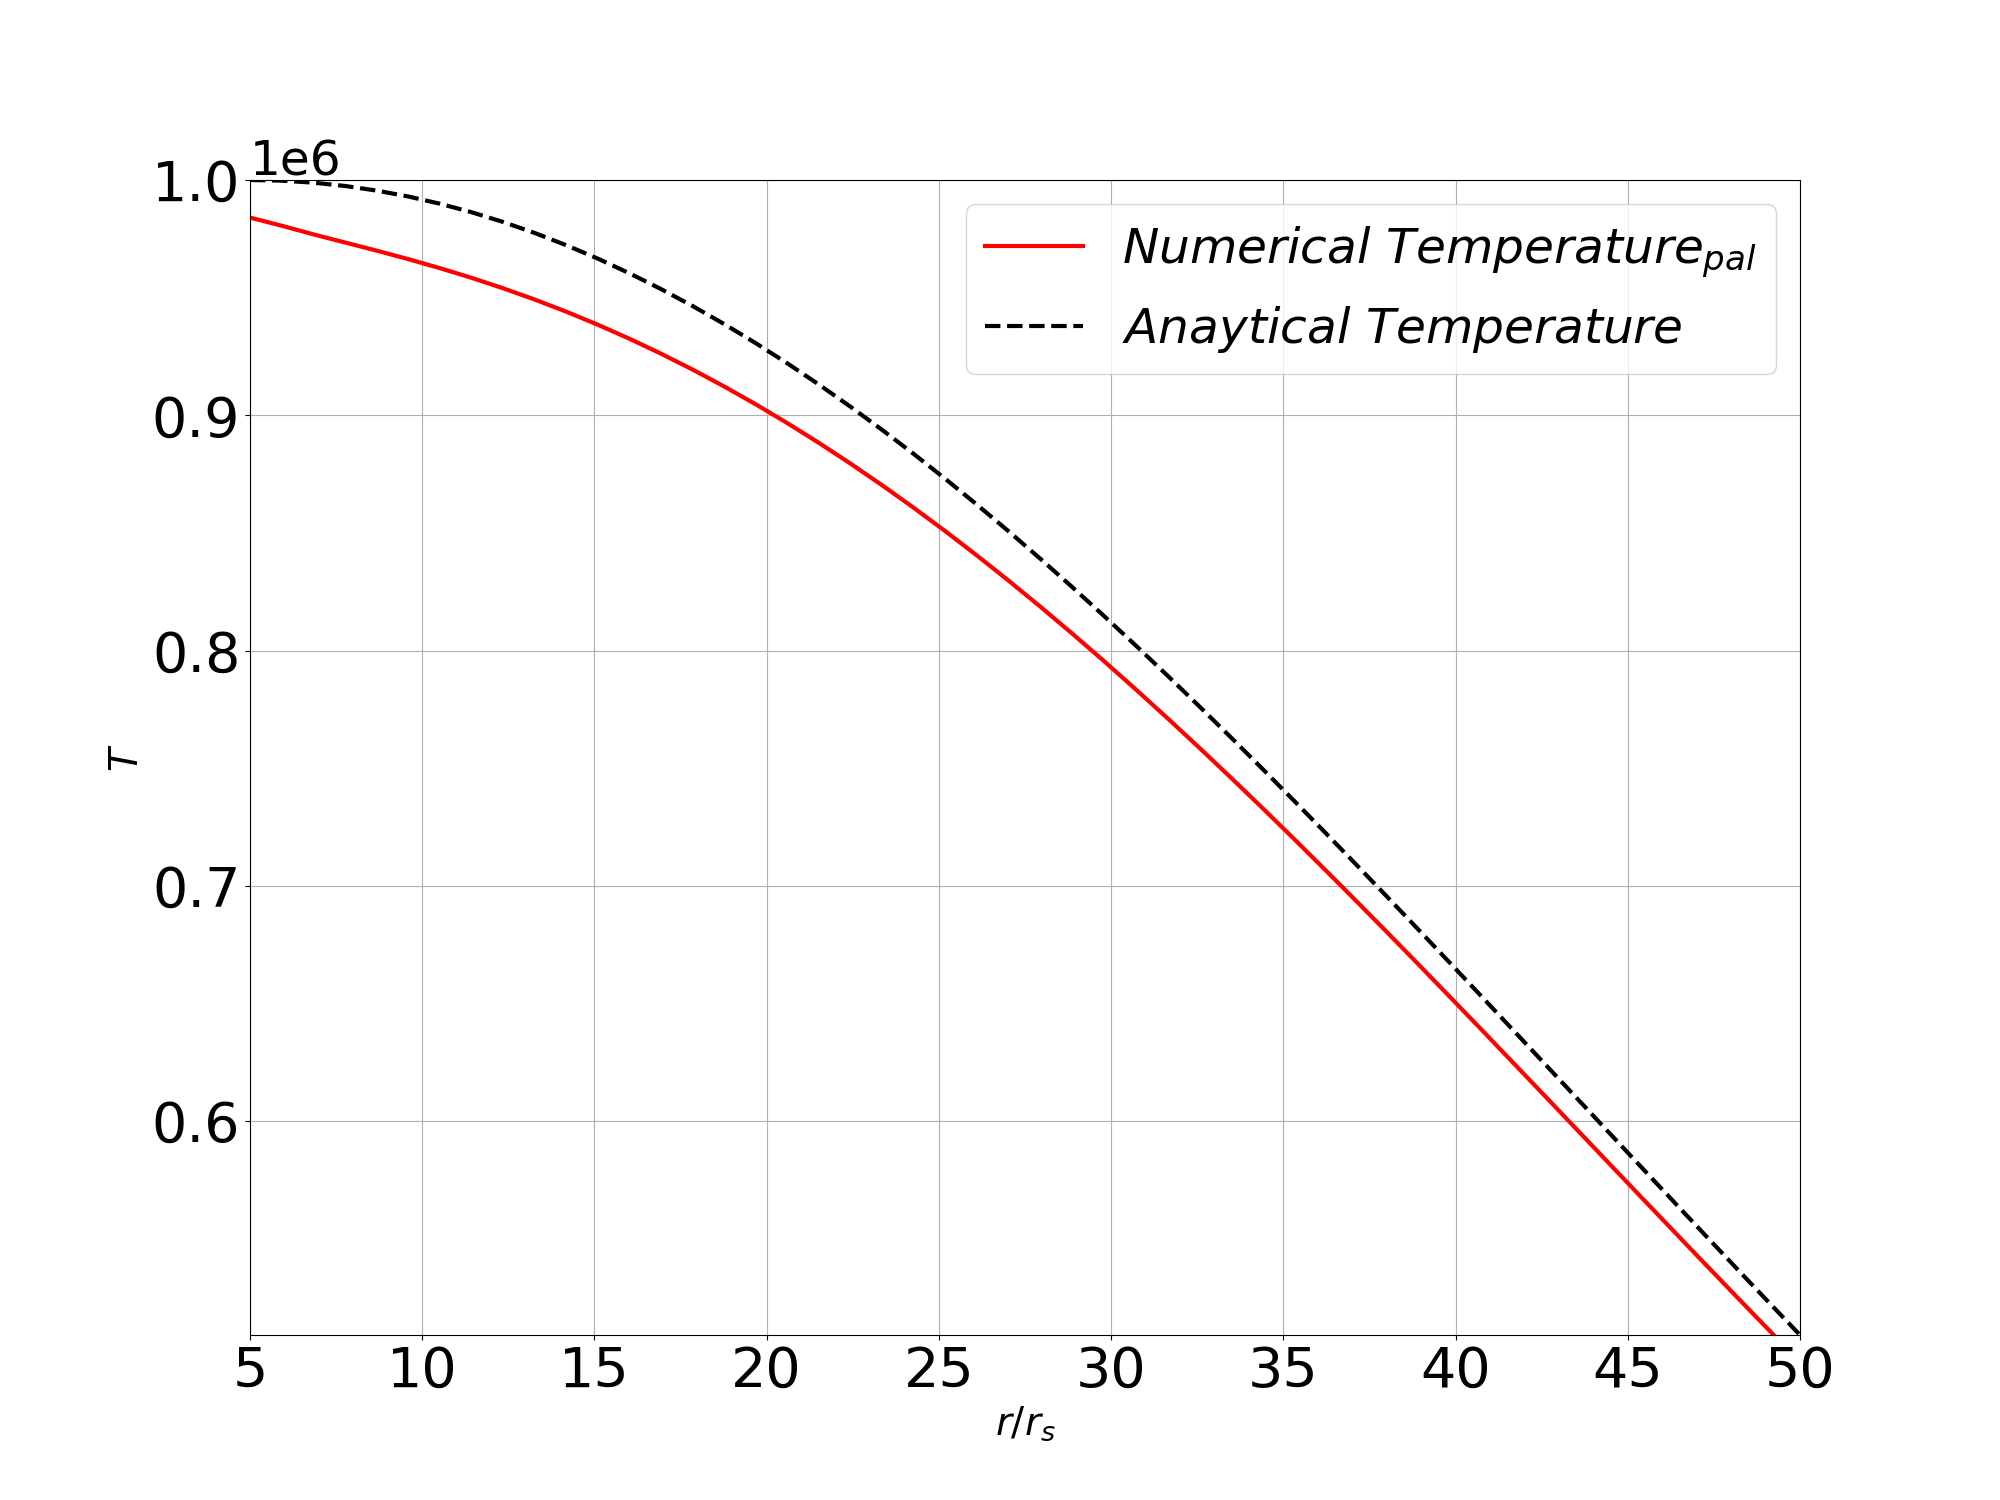 1e6
1.0
0.9
0.8
0.7
0.6
T
Numerical Temperature_pal
Anaytical Temperature
5 10 15 20 25 30 35 40 45 50
r/r_s